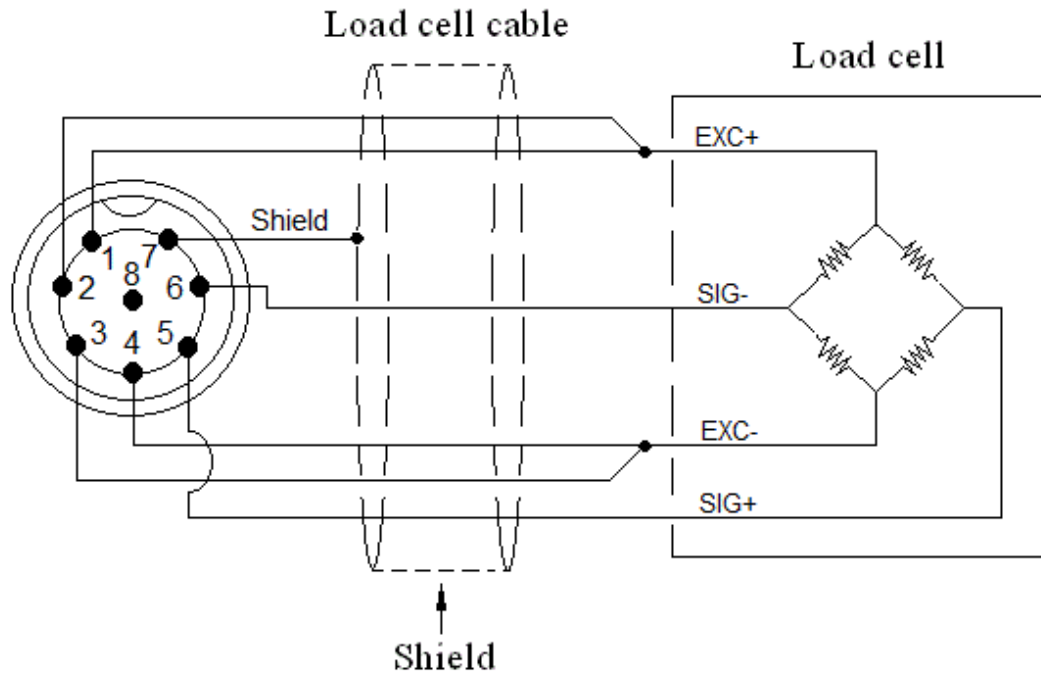 Load cell cable
Load cell
EXC+
Shield
1
7
2
8
6
SIG-
3
4
5
EXC-
SIG+
Shield